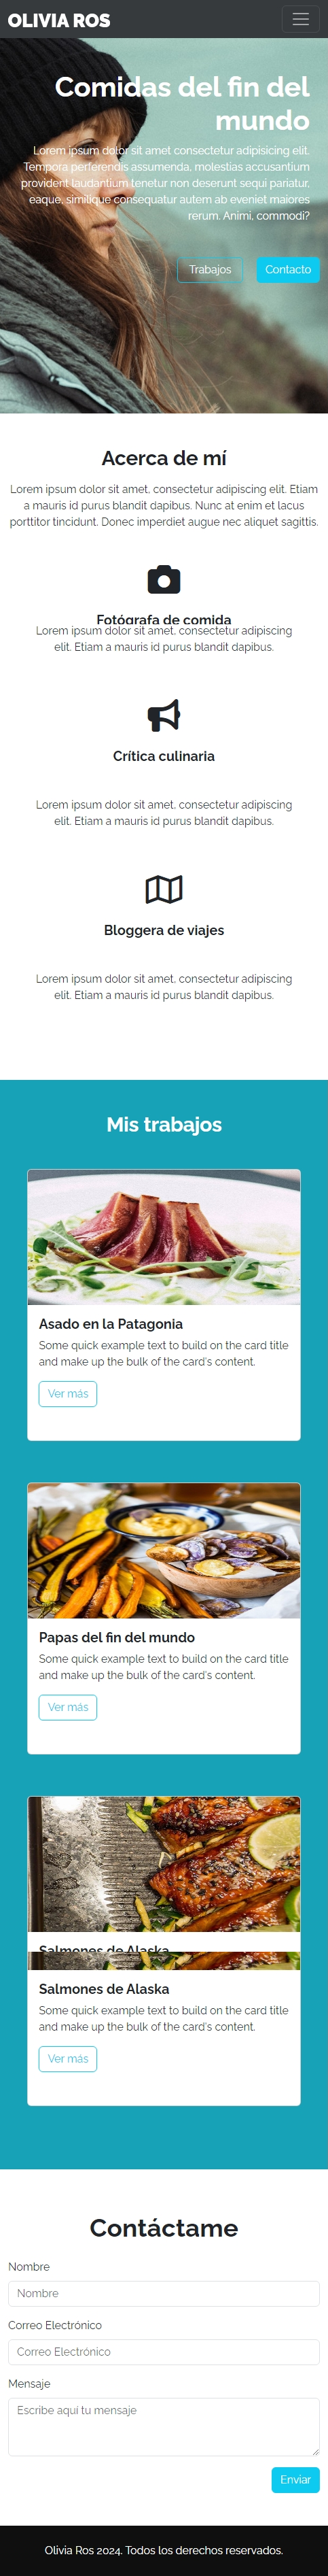 OLIVIA ROS
Comidas del fin del
mundo
Lorem ipsum dolor sit amet consectetur adipisicing elit.
Tempora perferendis assumenda, molestias accusantium
provident laudantium tenetur non deserunt sequi pariatur,
eaque, similique consequatur autem ab eveniet maiores
rerum. Animi, commodi?
Trabajos
Contacto
Acerca de mí
Lorem ipsum dolor sit amet, consectetur adipiscing elit. Etiam
a mauris id purus blandit dapibus. Nunc at enim et lacus
porttitor tincidunt. Donec imperdiet augue nec aliquet sagittis.
Fotógrafa de comida
Lorem ipsum dolor sit amet, consectetur adipiscing
elit. Etiam a mauris id purus blandit dapibus.
Crítica culinaria
Lorem ipsum dolor sit amet, consectetur adipiscing
elit. Etiam a mauris id purus blandit dapibus.
Bloggera de viajes
Lorem ipsum dolor sit amet, consectetur adipiscing
elit. Etiam a mauris id purus blandit dapibus.
Mis trabajos
Asado en la Patagonia
Some quick example text to build on the card title
and make up the bulk of the card's content.
Ver más
Papas del fin del mundo
Some quick example text to build on the card title
and make up the bulk of the card's content.
Ver más
Salmones de Alaska
Salmones de Alaska
Some quick example text to build on the card title
and make up the bulk of the card's content.
Ver más
Contáctame
Nombre
Nombre
Correo Electrónico
Correo Electrónico
Mensaje
Escribe aquí tu mensaje
Enviar
Olivia Ros 2024. Todos los derechos reservados.